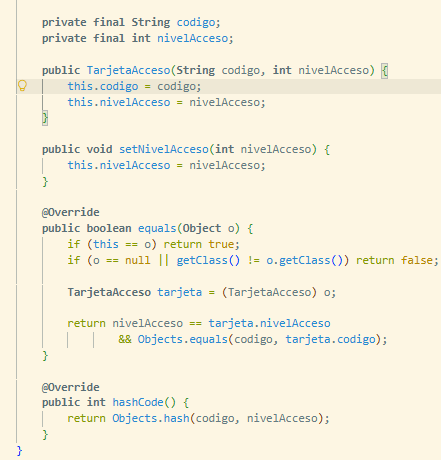 private final String codigo;
private final int nivelAcceso;
public TarjetaAcceso(String codigo, int nivelAcceso) {
this.codigo = codigo;
this.nivelAcceso = nivelAcceso;
}
public void setNivelAcceso(int nivelAcceso) {
this.nivelAcceso = nivelAcceso;
}
@Override
public boolean equals(Object o) {
if (this == o) return true;
if (o == null || getClass() != o.getClass()) return false;
TarjetaAcceso tarjeta = (TarjetaAcceso) o;
return nivelAcceso == tarjeta.nivelAcceso
&& Objects.equals(codigo, tarjeta.codigo);
}
@Override
public int hashCode() {
return Objects.hash(codigo, nivelAcceso);
}
}